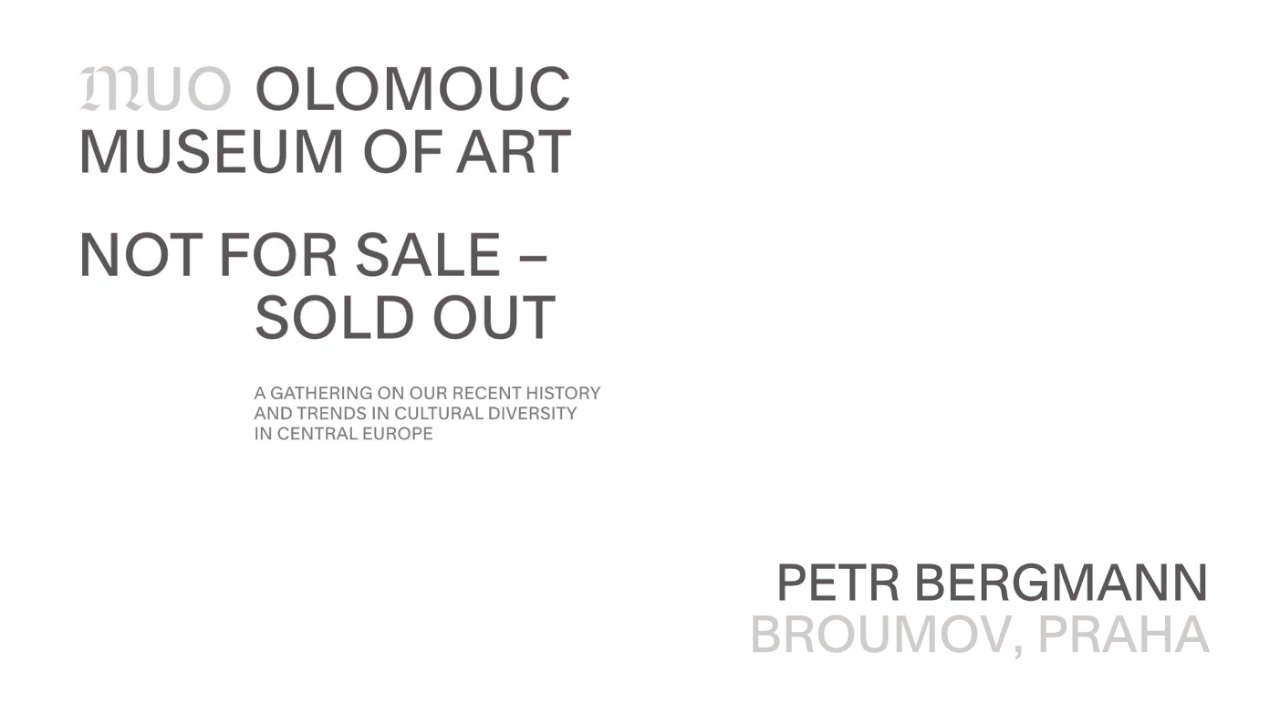 MUO OLOMOUC
MUSEUM OF ART
NOT FOR SALE –
SOLD OUT
A GATHERING ON OUR RECENT HISTORY
AND TRENDS IN CULTURAL DIVERSITY
IN CENTRAL EUROPE
PETR BERGMANN
BROUMOV, PRAHA